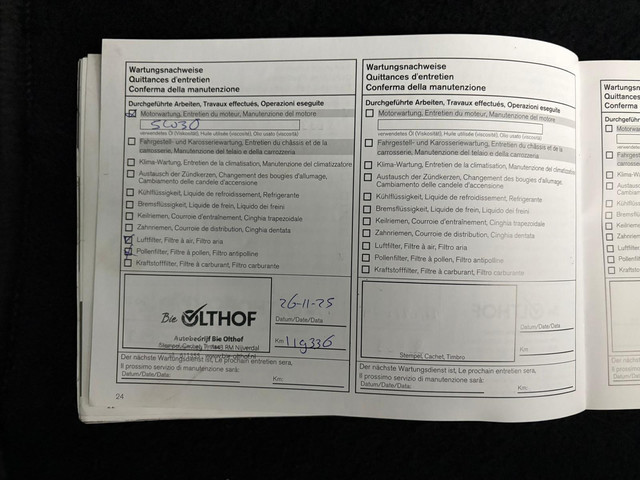 Wartungsnachweise
Quittances d'entretien
Conferma della manutenzione
Durchgeführte Arbeiten, Travaux effectués, Operazioni eseguite
Motorwartung, Entretien du moteur, Manutenzione del motore
5W30
verwendetes Öl (Viskosität), Huile utilisée (viscosité), Olio usato (viscosità)
Fahrgestell- und Karosseriewartung, Entretien du châssis et de la
carrosserie, Manutenzione del telaio e della carrozzeria
Klima-Wartung, Entretien de la climatisation, Manutenzione del climatizzatore
Austausch der Zündkerzen, Changement des bougies d'allumage,
Cambiamento delle candele d'accensione
Kühlflüssigkeit, Liquide de refroidissement, Refrigerante
Bremsflüssigkeit, Liquide de frein, Liquido dei freini
Keilriemen, Courroie d'entraînement, Cinghia trapezoidale
Zahnriemen, Courroie de distribution, Cinghia dentata
Luftfilter, Filtre à air, Filtro aria
Pollenfilter, Filtre à pollen, Filtro antipolline
Kraftstofffilter, Filtre à carburant, Filtro carburante
Bie OLTHOF
Autobedrijf Bie Olthof
Stempel, Cachet, Timbro
RM Nijverdal
26-11-25
Datum/Date/Data
Km: 119336
Der nächste Wartungsdienst ist, Le prochain entretien sera,
Il prossimo servizio di manutenzione sarà:
Datum/Date/Data:
Km:
24
Wartungsnachweise
Quittances d'entretien
Conferma della manutenzione
Durchgeführte Arbeiten, Travaux effectués, Operazioni eseguite
Motorwartung, Entretien du moteur, Manutenzione del motore
verwendetes Öl (Viskosität), Huile utilisée (viscosité), Olio usato (viscosità)
Fahrgestell- und Karosseriewartung, Entretien du châssis et de la
carrosserie, Manutenzione del telaio e della carrozzeria
Klima-Wartung, Entretien de la climatisation, Manutenzione del climatizzatore
Austausch der Zündkerzen, Changement des bougies d'allumage,
Cambiamento delle candele d'accensione
Kühlflüssigkeit, Liquide de refroidissement, Refrigerante
Bremsflüssigkeit, Liquide de frein, Liquido dei freini
Keilriemen, Courroie d'entraînement, Cinghia trapezoidale
Zahnriemen, Courroie de distribution, Cinghia dentata
Luftfilter, Filtre à air, Filtro aria
Pollenfilter, Filtre à pollen, Filtro antipolline
Kraftstofffilter, Filtre à carburant, Filtro carburante
Stempel, Cachet, Timbro
Datum/Date/Data
Km:
Der nächste Wartungsdienst ist, Le prochain entretien sera,
Il prossimo servizio di manutenzione sarà:
Datum/Date/Data:
Km: